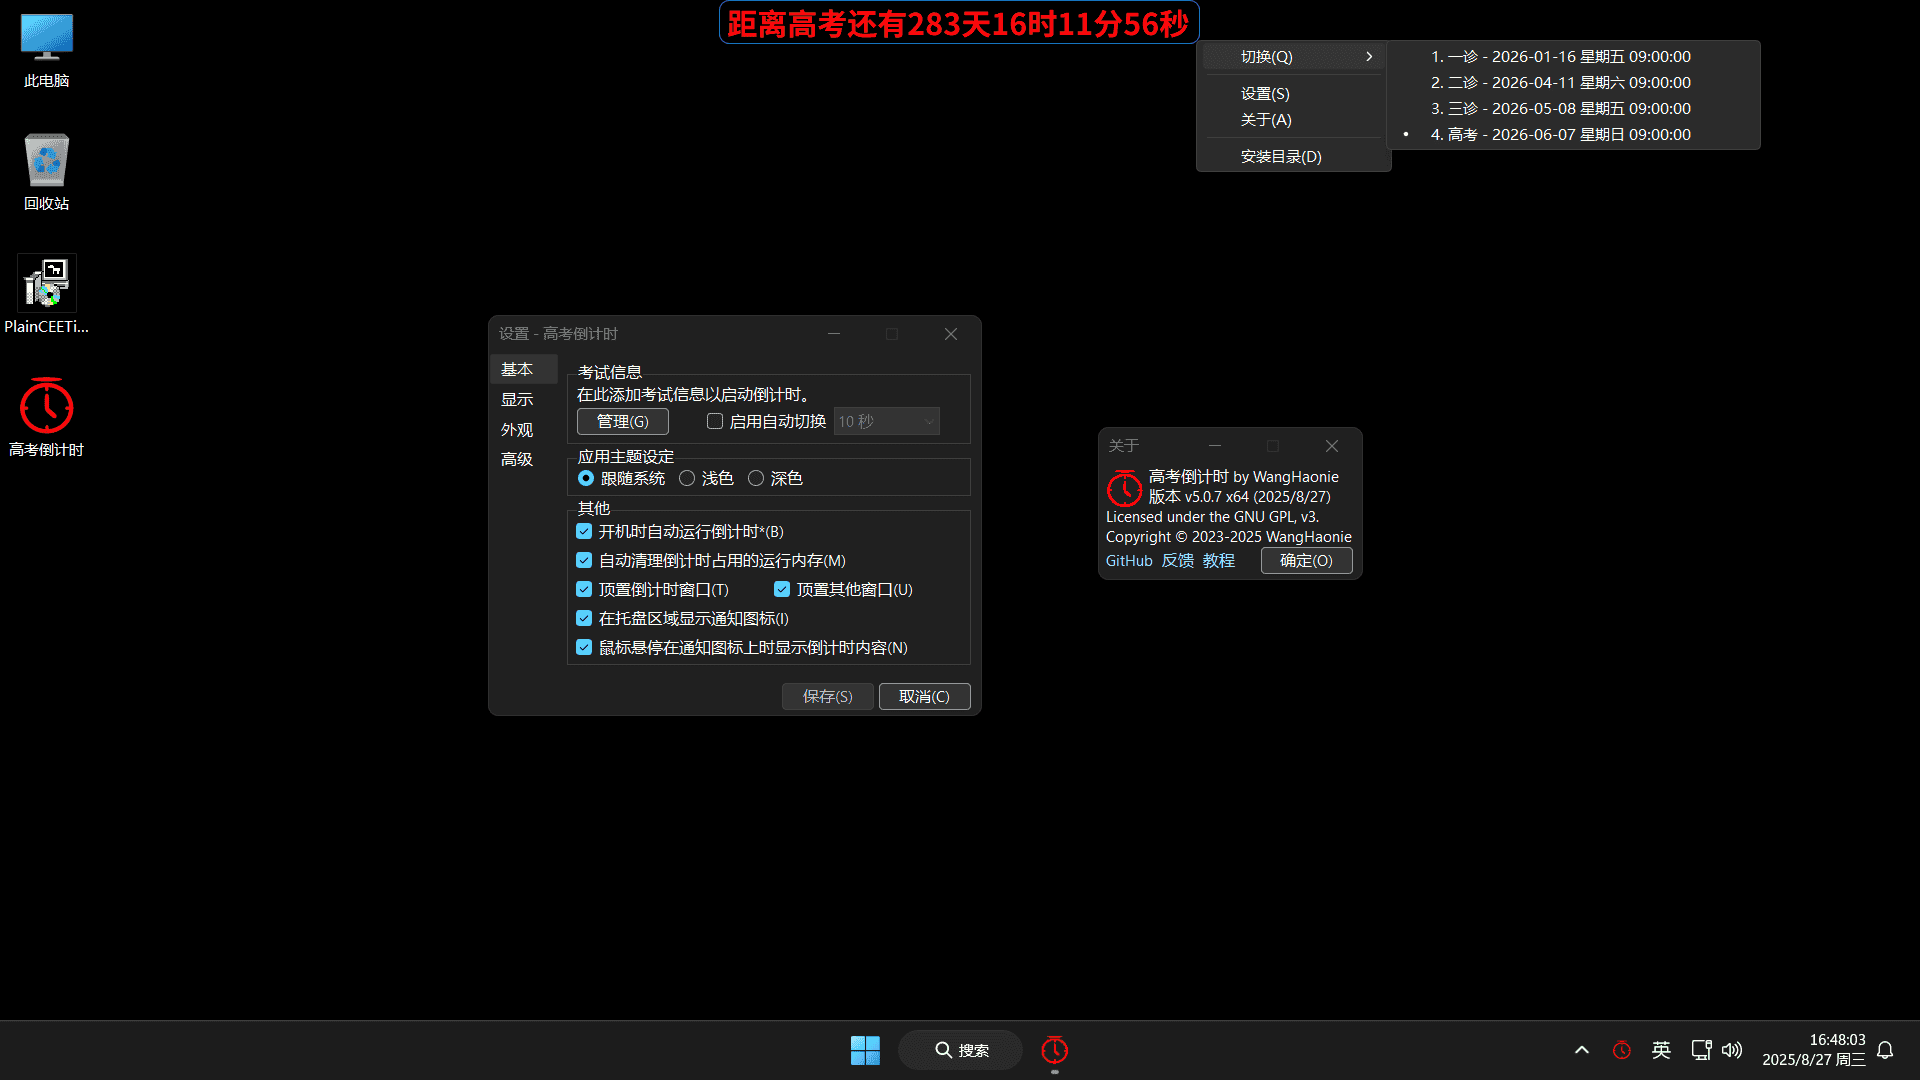 距离高考还有283天16时11分56秒
此电脑
回收站
PlainCEETi...
高考倒计时
切换(Q)
设置(S)
关于(A)
安装目录(D)
1. 一诊 - 2026-01-16 星期五 09:00:00
2. 二诊 - 2026-04-11 星期六 09:00:00
3. 三诊 - 2026-05-08 星期五 09:00:00
• 4. 高考 - 2026-06-07 星期日 09:00:00
设置 - 高考倒计时
基本
显示
外观
高级
考试信息
在此添加考试信息以启动倒计时。
管理(G) 启用自动切换 10 秒
应用主题设定
跟随系统 浅色 深色
其他
开机时自动运行倒计时*(B)
自动清理倒计时占用的运行内存(M)
顶置倒计时窗口(T) 顶置其他窗口(U)
在托盘区域显示通知图标(I)
鼠标悬停在通知图标上时显示倒计时内容(N)
保存(S) 取消(C)
关于
高考倒计时 by WangHaonie
版本 v5.0.7 x64 (2025/8/27)
Licensed under the GNU GPL, v3.
Copyright © 2023-2025 WangHaonie
GitHub 反馈 教程 确定(O)
搜索
英
16:48:03
2025/8/27 周三